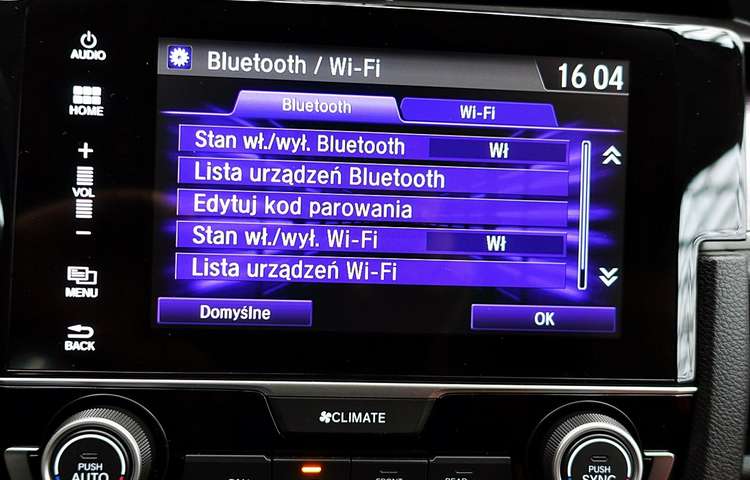 AUDIO
HOME
+
VOL
−
MENU
BACK
Bluetooth / Wi-Fi
16 04
Bluetooth
Wi-Fi
Stan wł./wył. Bluetooth Wł
Lista urządzeń Bluetooth
Edytuj kod parowania
Stan wł./wył. Wi-Fi Wł
Lista urządzeń Wi-Fi
Domyślne
OK
CLIMATE
PUSH
AUTO
FRONT
REAR
PUSH
SYNC